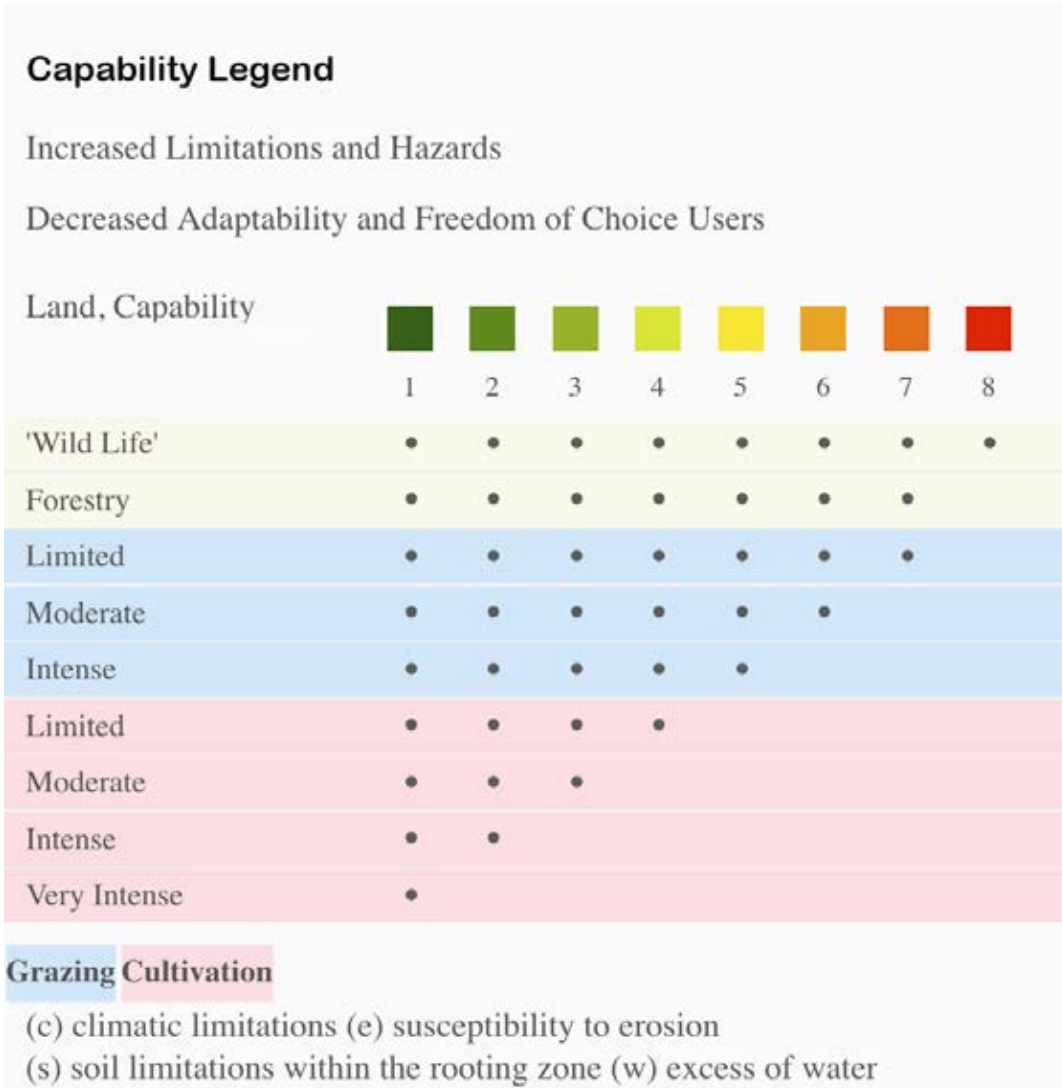 Capability Legend
Increased Limitations and Hazards
Decreased Adaptability and Freedom of Choice Users
Land, Capability
1 2 3 4 5 6 7 8
'Wild Life'
Forestry
Limited
Moderate
Intense
Limited
Moderate
Intense
Very Intense
Grazing Cultivation
(c) climatic limitations (e) susceptibility to erosion
(s) soil limitations within the rooting zone (w) excess of water